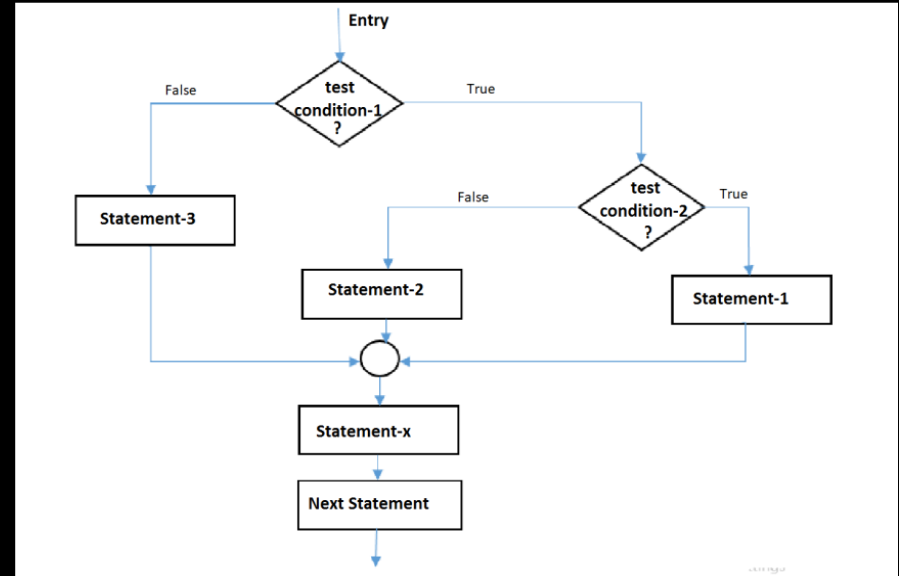 Entry
False
test
condition-1
?
True
test
condition-2
?
False
True
Statement-3
Statement-2
Statement-1
Statement-x
Next Statement